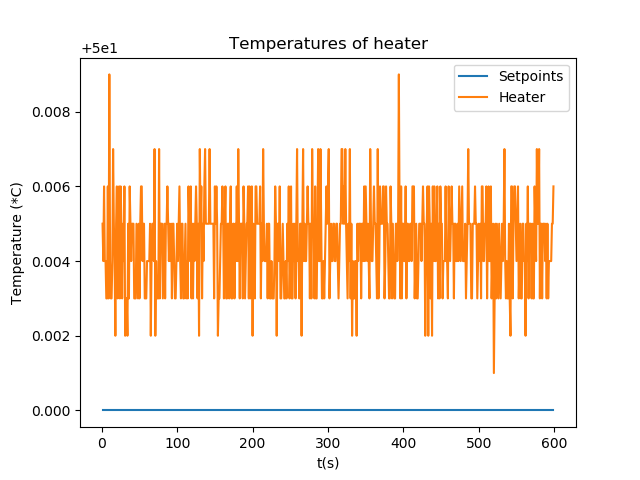 Temperatures of heater
+5e1
Setpoints
Heater
0.008
0.006
0.004
0.002
0.000
Temperature (*C)
0
100
200
300
400
500
600
t(s)